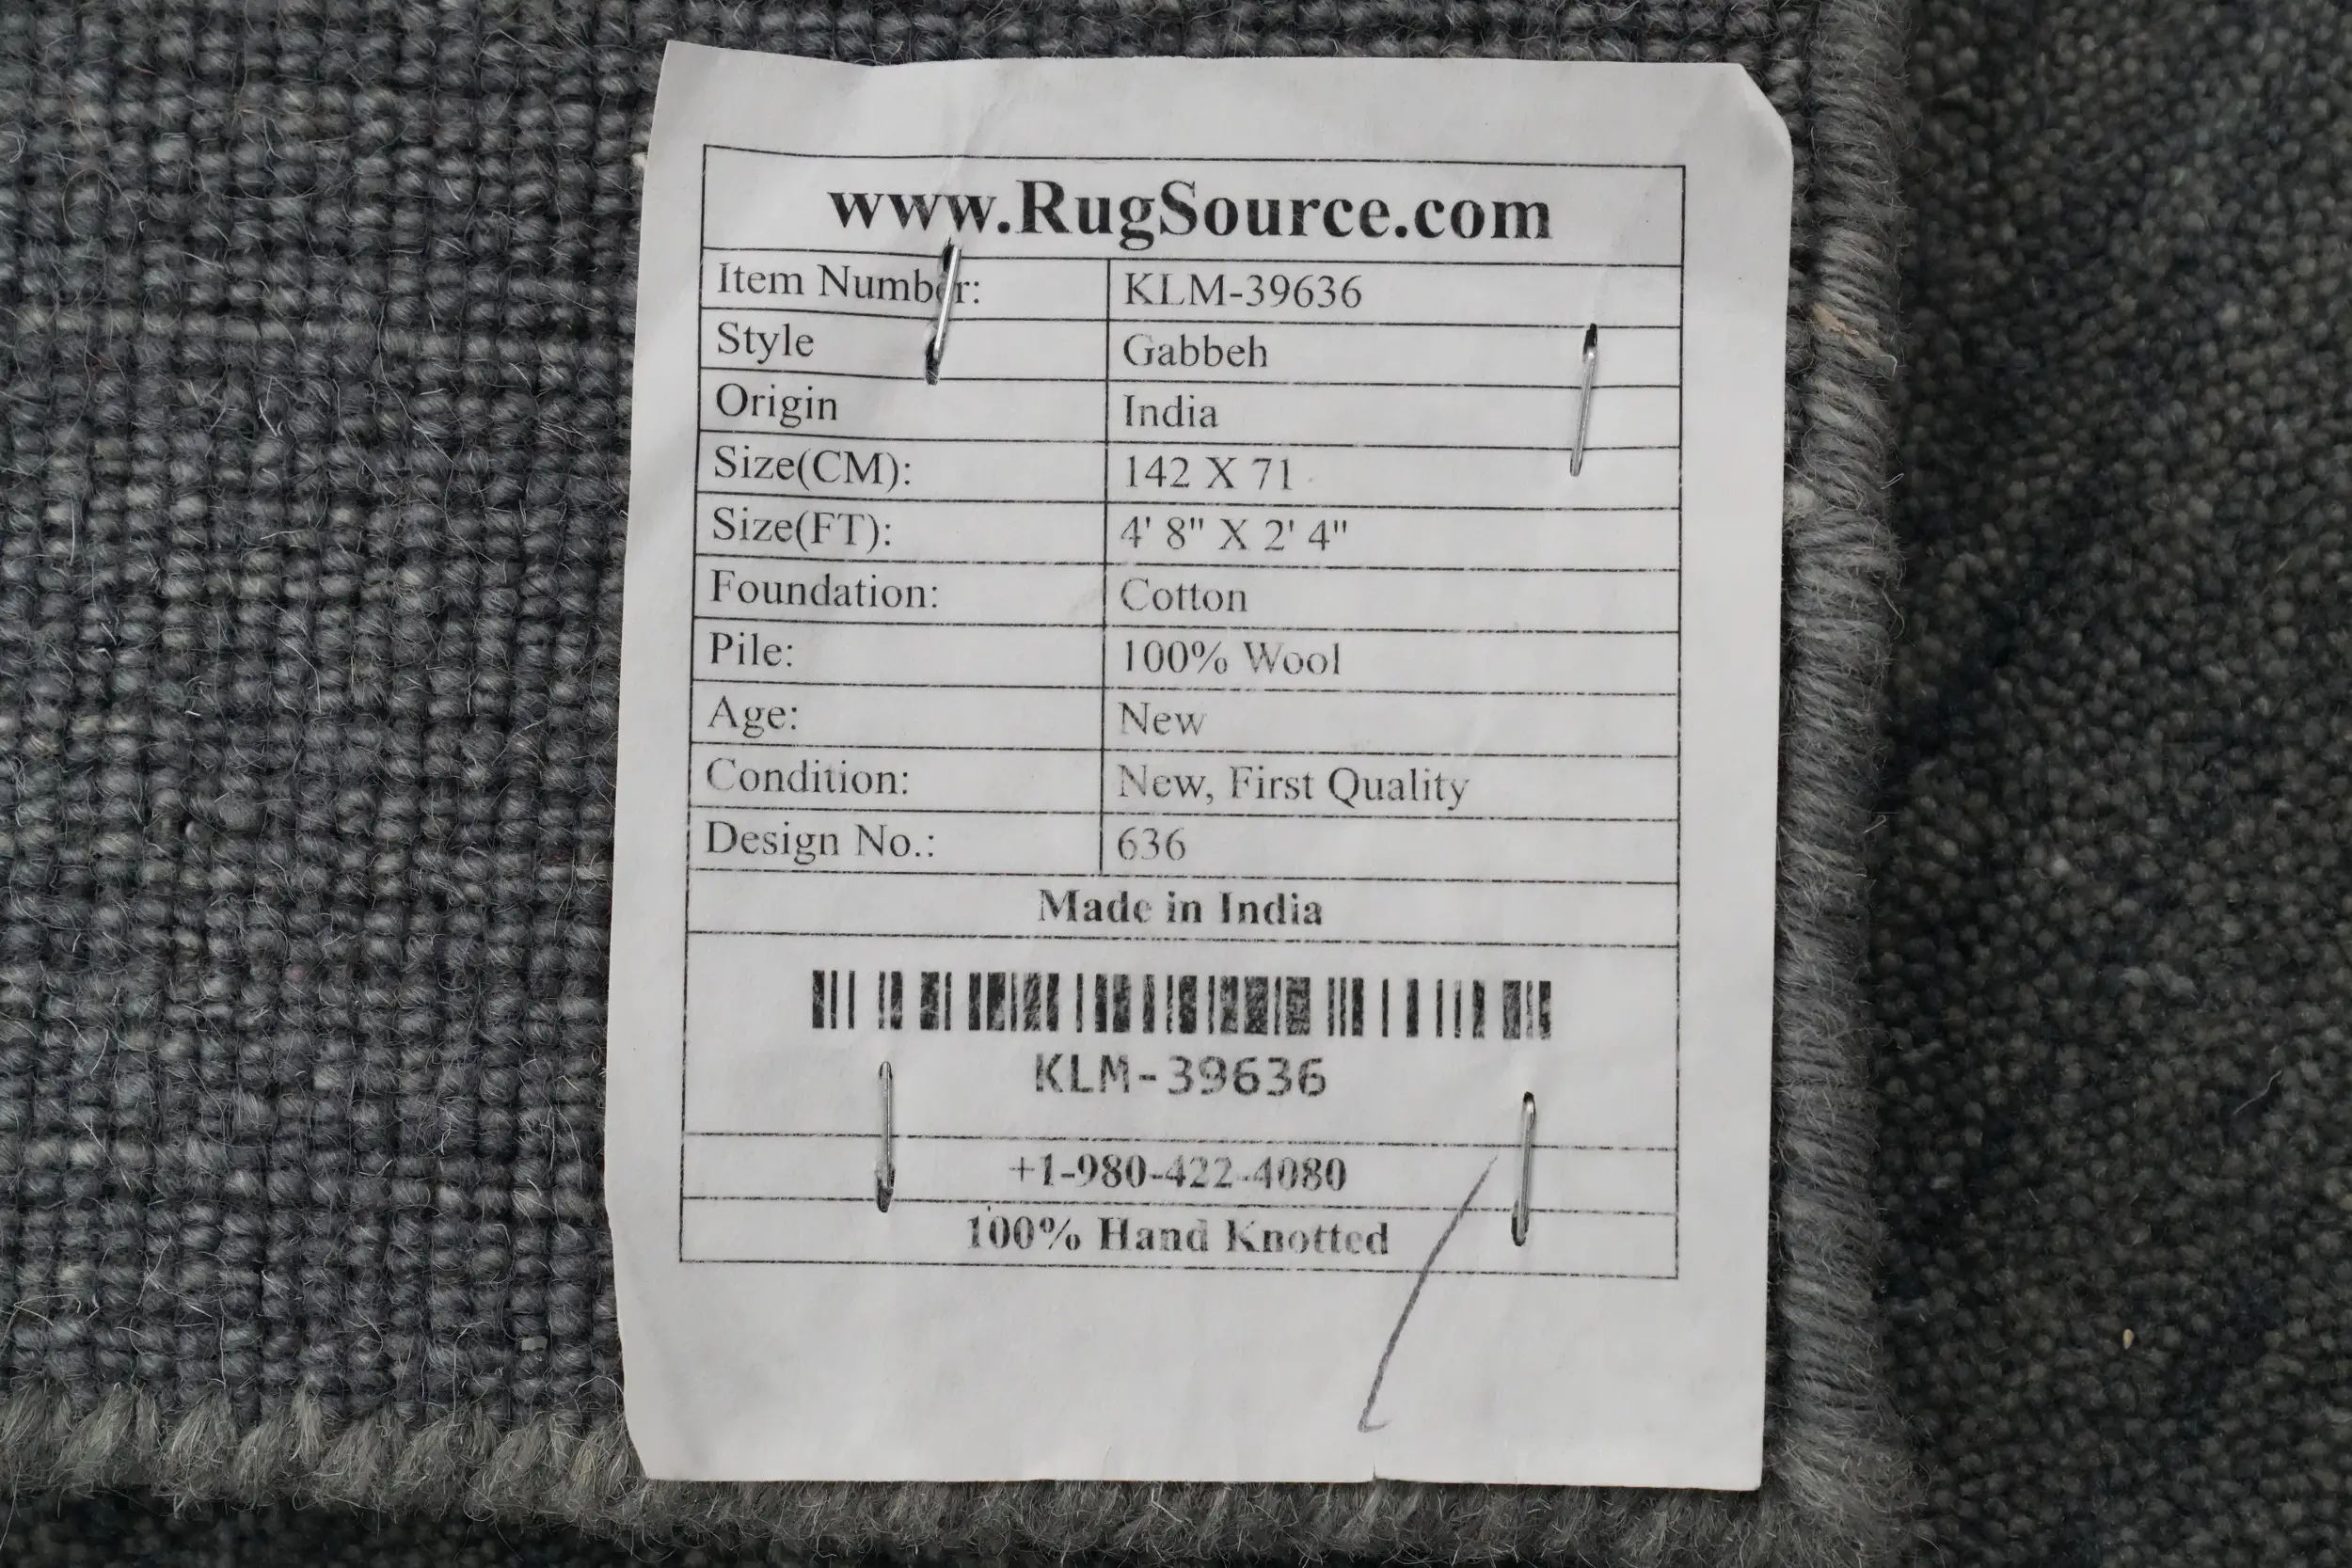 www.RugSource.com
Item Number: KLM-39636
Style Gabbeh
Origin India
Size(CM): 142 X 71
Size(FT): 4' 8" X 2' 4"
Foundation: Cotton
Pile: 100% Wool
Age: New
Condition: New, First Quality
Design No.: 636
Made in India
KLM-39636
+1-980-422-4080
100% Hand Knotted